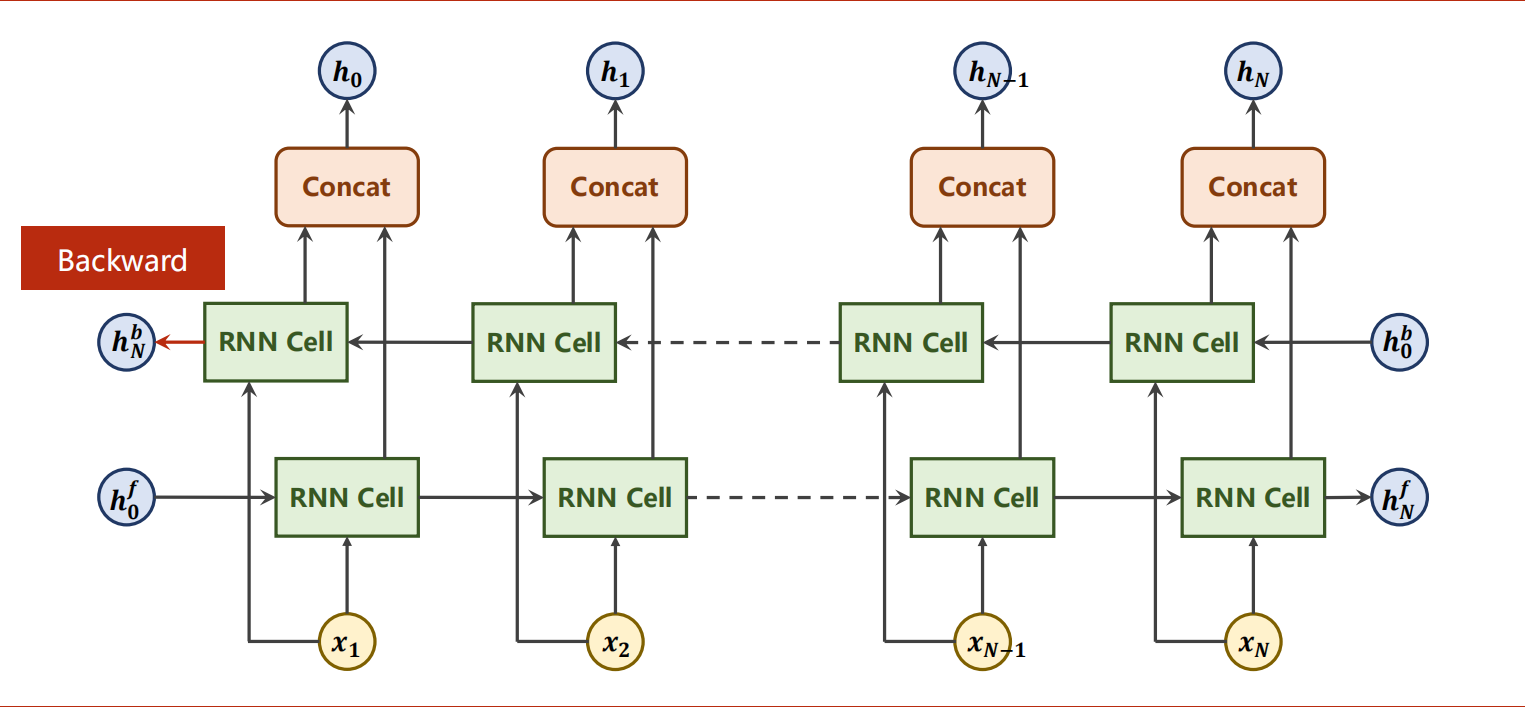 h_0 h_1 h_{N-1} h_N
Concat Concat Concat Concat
Backward
h_N^b RNN Cell RNN Cell RNN Cell RNN Cell h_0^b
h_0^f RNN Cell RNN Cell RNN Cell RNN Cell h_N^f
x_1 x_2 x_{N-1} x_N